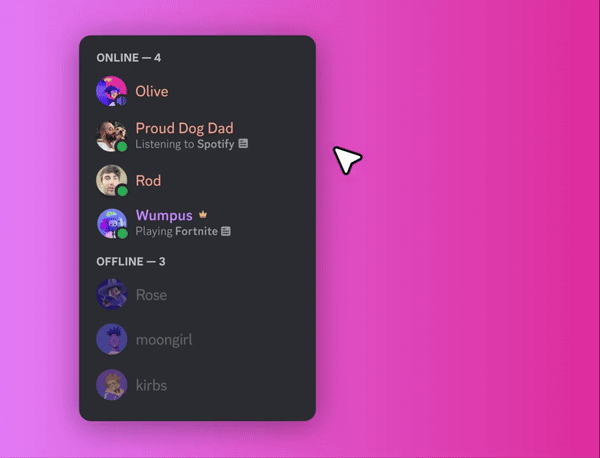 ONLINE — 4
Olive
Proud Dog Dad
Listening to Spotify
Rod
Wumpus
Playing Fortnite
OFFLINE — 3
Rose
moongirl
kirbs